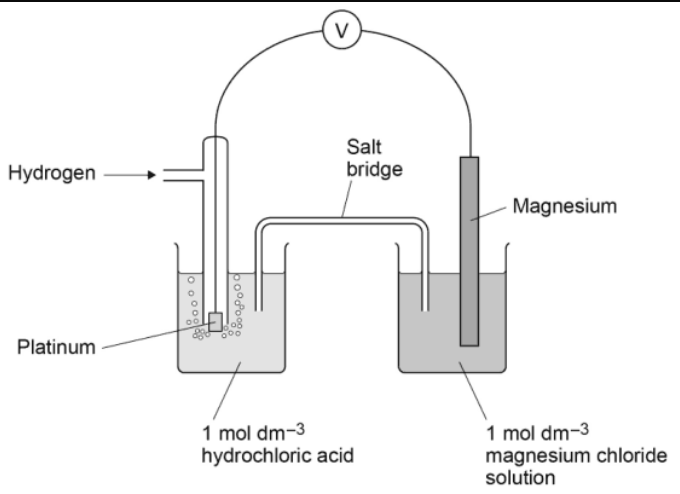 V
Salt
bridge
Hydrogen
Magnesium
Platinum
1 mol dm⁻³
hydrochloric acid
1 mol dm⁻³
magnesium chloride
solution